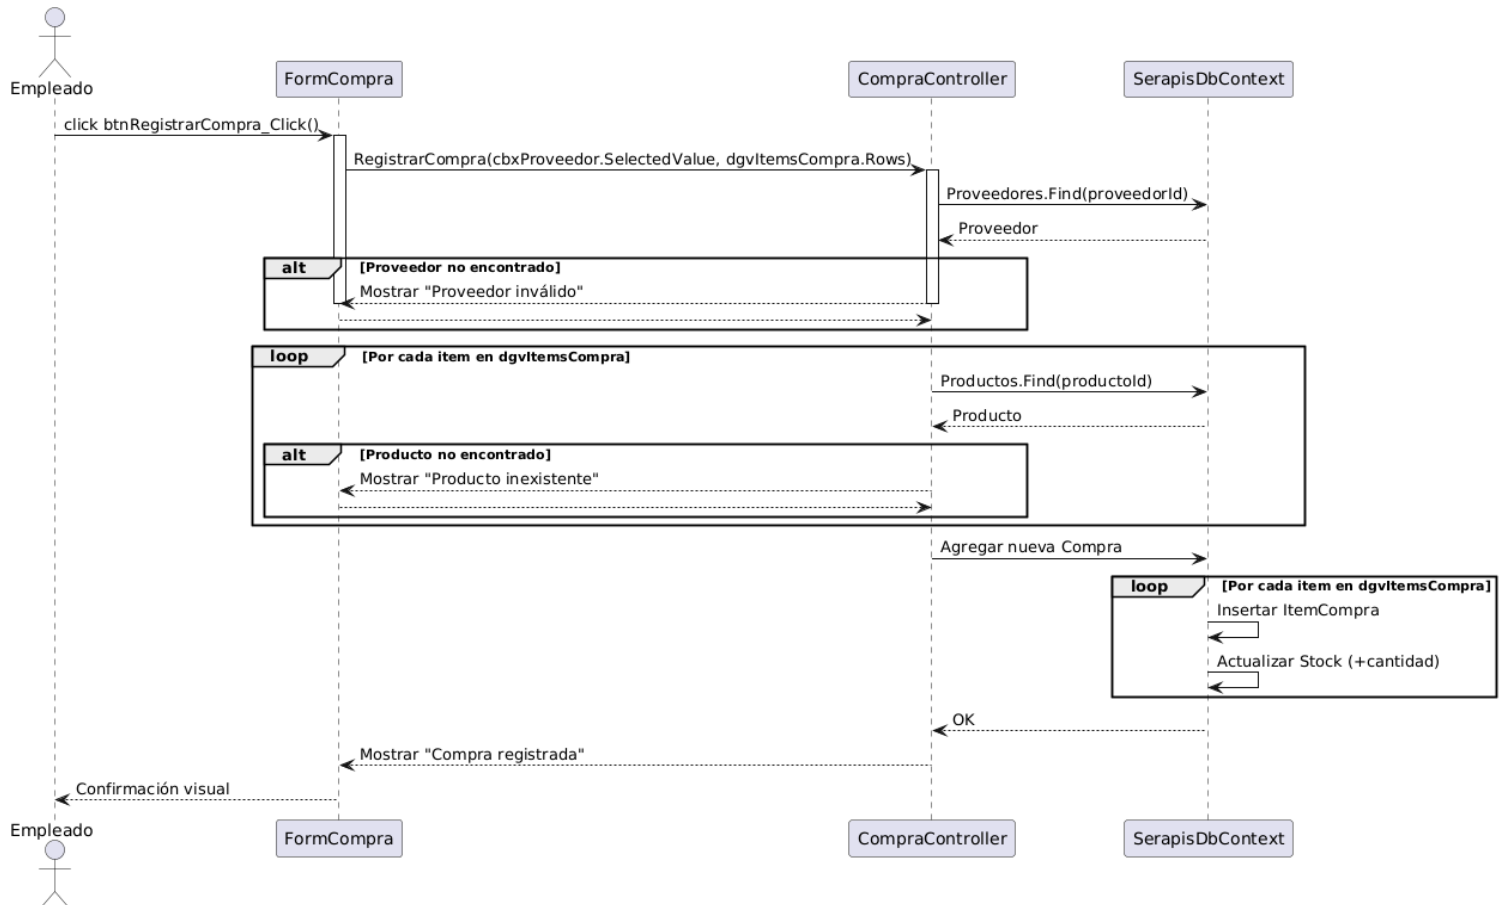 Empleado
FormCompra
CompraController
SerapisDbContext
click btnRegistrarCompra_Click()
RegistrarCompra(cbxProveedor.SelectedValue, dgvItemsCompra.Rows)
Proveedores.Find(proveedorId)
Proveedor
alt
[Proveedor no encontrado]
Mostrar "Proveedor inválido"
loop
[Por cada item en dgvItemsCompra]
Productos.Find(productoId)
Producto
alt
[Producto no encontrado]
Mostrar "Producto inexistente"
Agregar nueva Compra
loop
[Por cada item en dgvItemsCompra]
Insertar ItemCompra
Actualizar Stock (+cantidad)
OK
Mostrar "Compra registrada"
Confirmación visual
Empleado
FormCompra
CompraController
SerapisDbContext